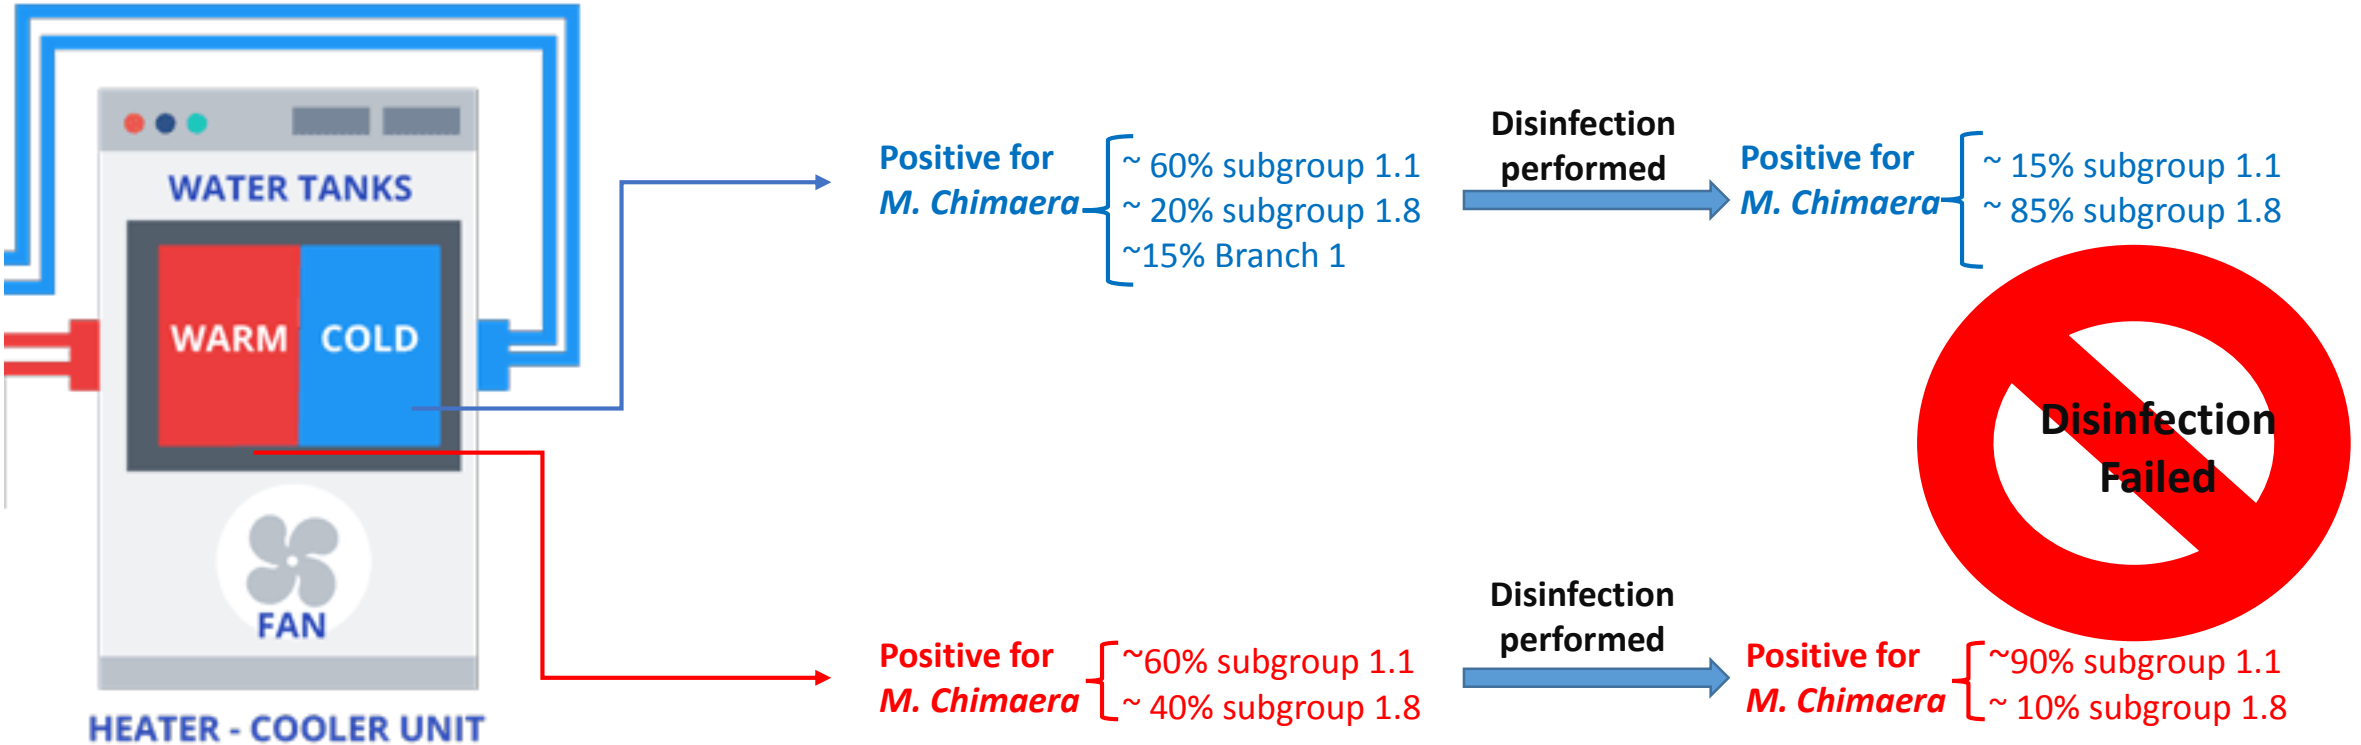 WATER TANKS
WARM
COLD
FAN
HEATER - COOLER UNIT
Positive for
M. Chimaera
~ 60% subgroup 1.1
~ 20% subgroup 1.8
~15% Branch 1
Disinfection
performed
Positive for
M. Chimaera
~ 15% subgroup 1.1
~ 85% subgroup 1.8
Disinfection
Failed
Positive for
M. Chimaera
~60% subgroup 1.1
~ 40% subgroup 1.8
Disinfection
performed
Positive for
M. Chimaera
~90% subgroup 1.1
~ 10% subgroup 1.8